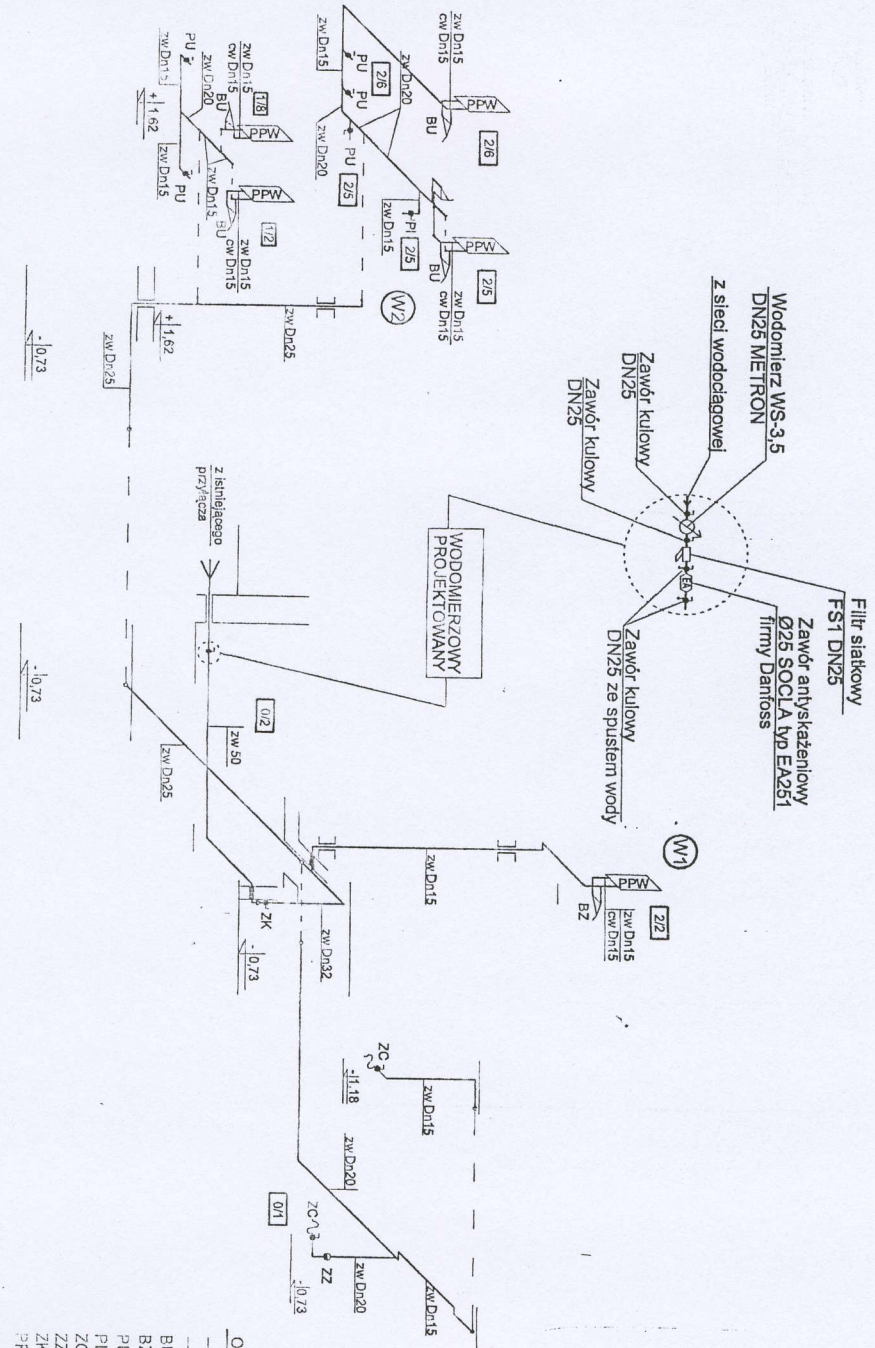 Filtr siatkowy
FS1 DN25
Zawór antyskażeniowy
Ø25 SOCLA typ EA251
firmy Danfoss
Wodomierz WS-3,5
DN25 METRON
z sieci wodociagowej
Zawór kulowy
DN25
Zawór kulowy
DN25
EA
Zawór kulowy
DN25 ze spustem wody
WODOMIERZOWY
PROJEKTOWANY
W1
PPW
2/2
BZ
zw Dn15
cw Dn15
zw Dn15
zw Dn15
cw Dn15
PPW
BU
2/6
zw Dn20
PU
2/6
PU
zw Dn15
PU
2/5
zw Dn20
PPW
2/5
BU
zw Dn15
cw Dn15
PI
2/5
zw Dn15
W2
zw Dn25
zw Dn15
cw Dn15
1/8
PPW
BU
PU
zw Dn20
zw Dn15
+1,62
zw Dn15
PU
zw Dn15
PPW
BU
1/2
zw Dn15
cw Dn15
+1,62
zw Dn25
-0,73
z istniejącego
przyłącza
0/2
zw 50
zw Dn25
-0,73
ZK
zw Dn32
-0,73
ZC
-1,18
zw Dn15
zw Dn20
0/1
ZC
ZZ
zw Dn20
-0,73
zw Dn15
O
BZ
ZZ